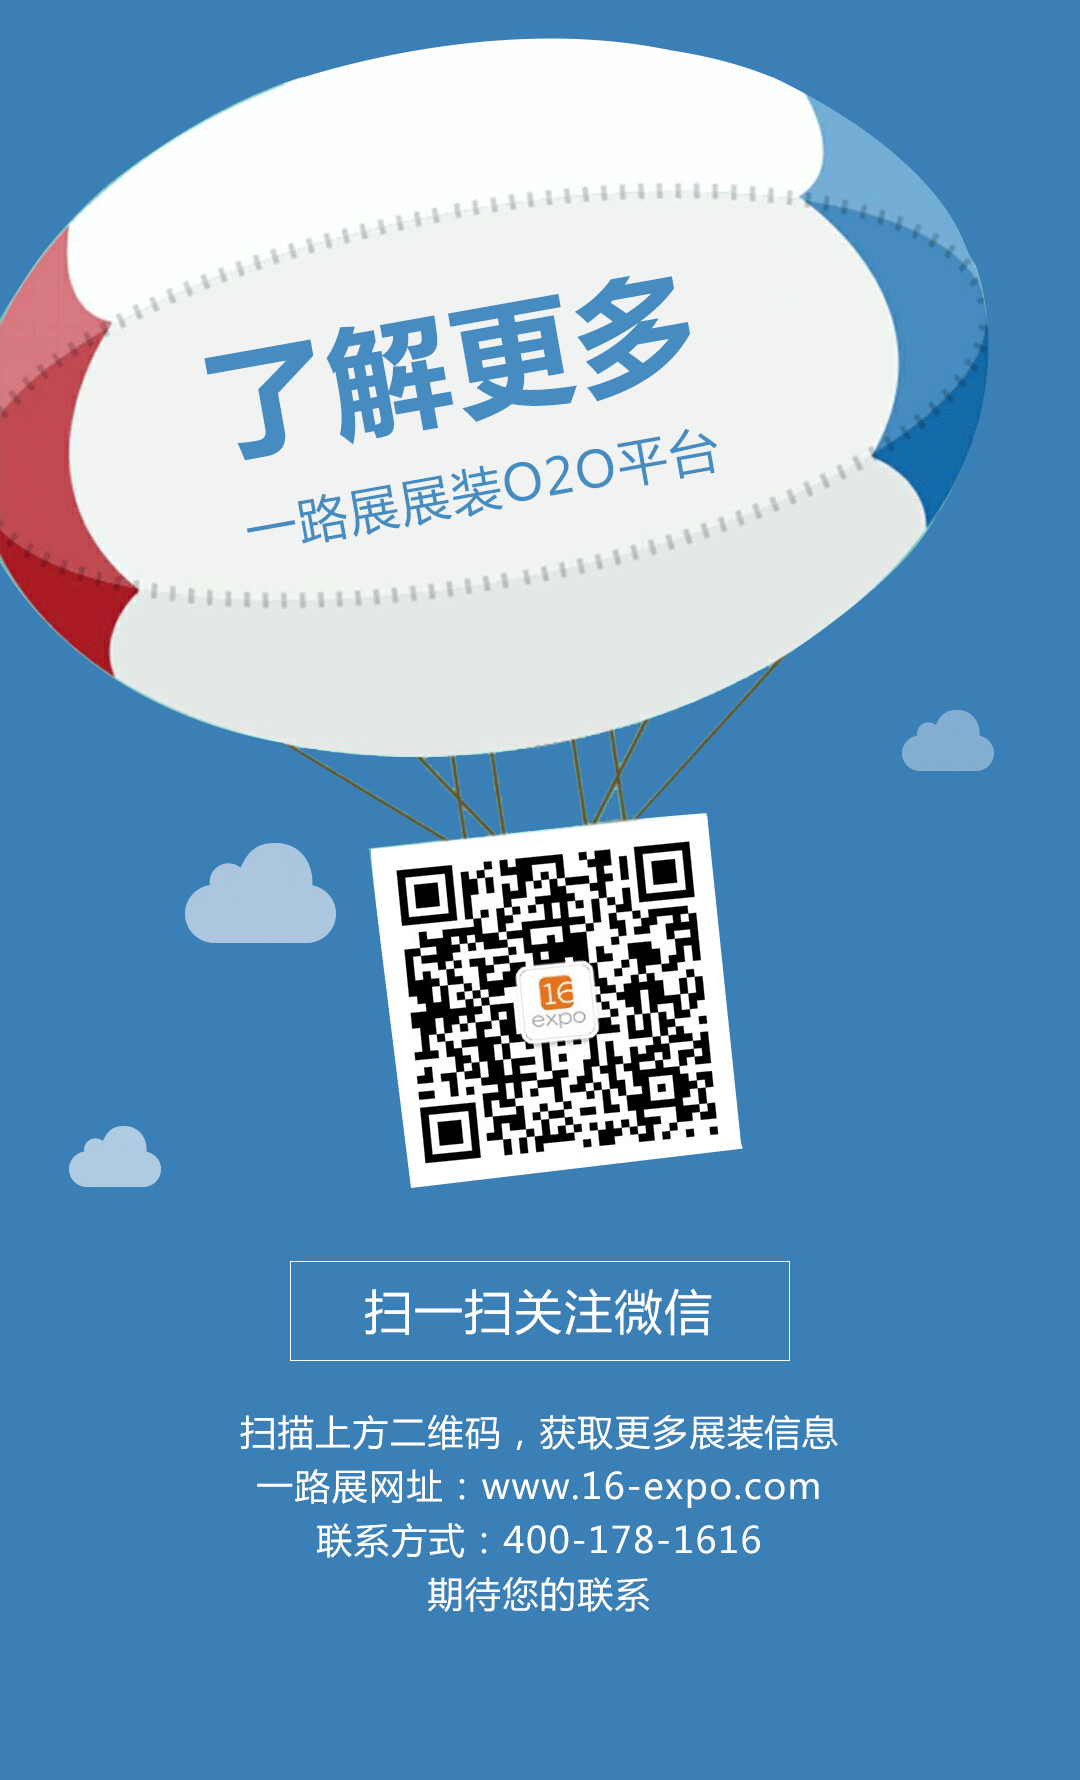 了解更多
一路展展装O2O平台
16
expo
扫一扫关注微信
扫描上方二维码，获取更多展装信息
一路展网址：www.16-expo.com
联系方式：400-178-1616
期待您的联系